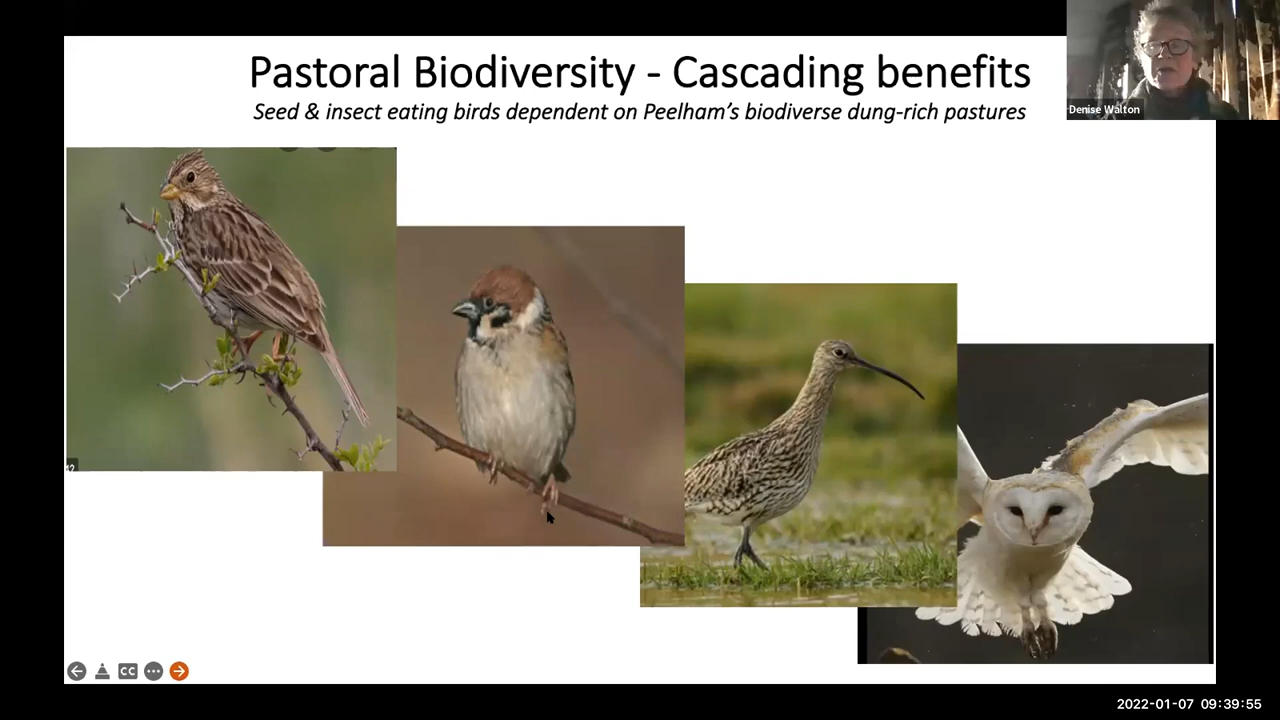 Pastoral Biodiversity - Cascading benefits
Seed & insect eating birds dependent on Peelham's biodiverse dung-rich pastures
Denise Walton
12
CC
2022-01-07 09:39:55